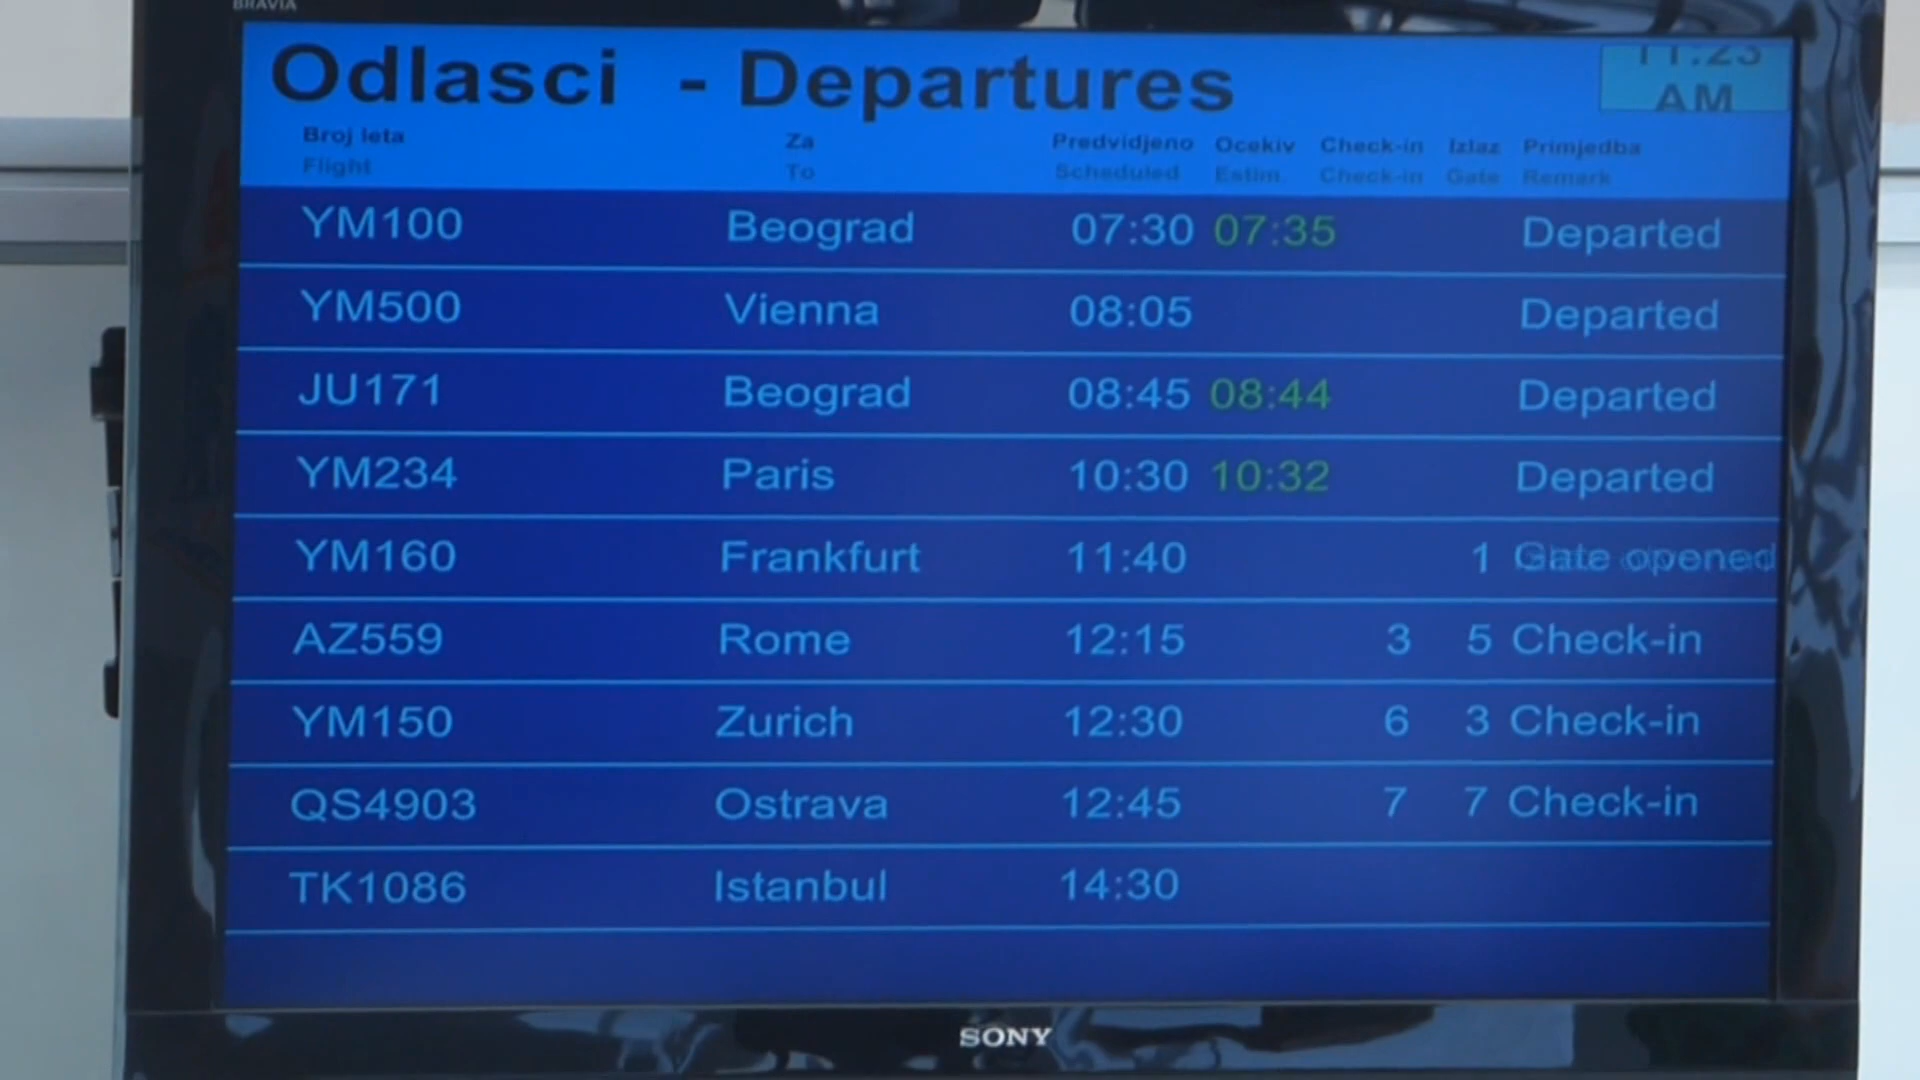 BRAVIA
Odlasci - Departures
11:23 AM
Broj leta Za Predvidjeno Ocekiv Check-in Izlaz Primjedba
Flight To Scheduled Estim. Check-in Gate Remark
YM100 Beograd 07:30 07:35 Departed
YM500 Vienna 08:05 Departed
JU171 Beograd 08:45 08:44 Departed
YM234 Paris 10:30 10:32 Departed
YM160 Frankfurt 11:40 1 Gate opened
AZ559 Rome 12:15 3 5 Check-in
YM150 Zurich 12:30 6 3 Check-in
QS4903 Ostrava 12:45 7 7 Check-in
TK1086 Istanbul 14:30
SONY